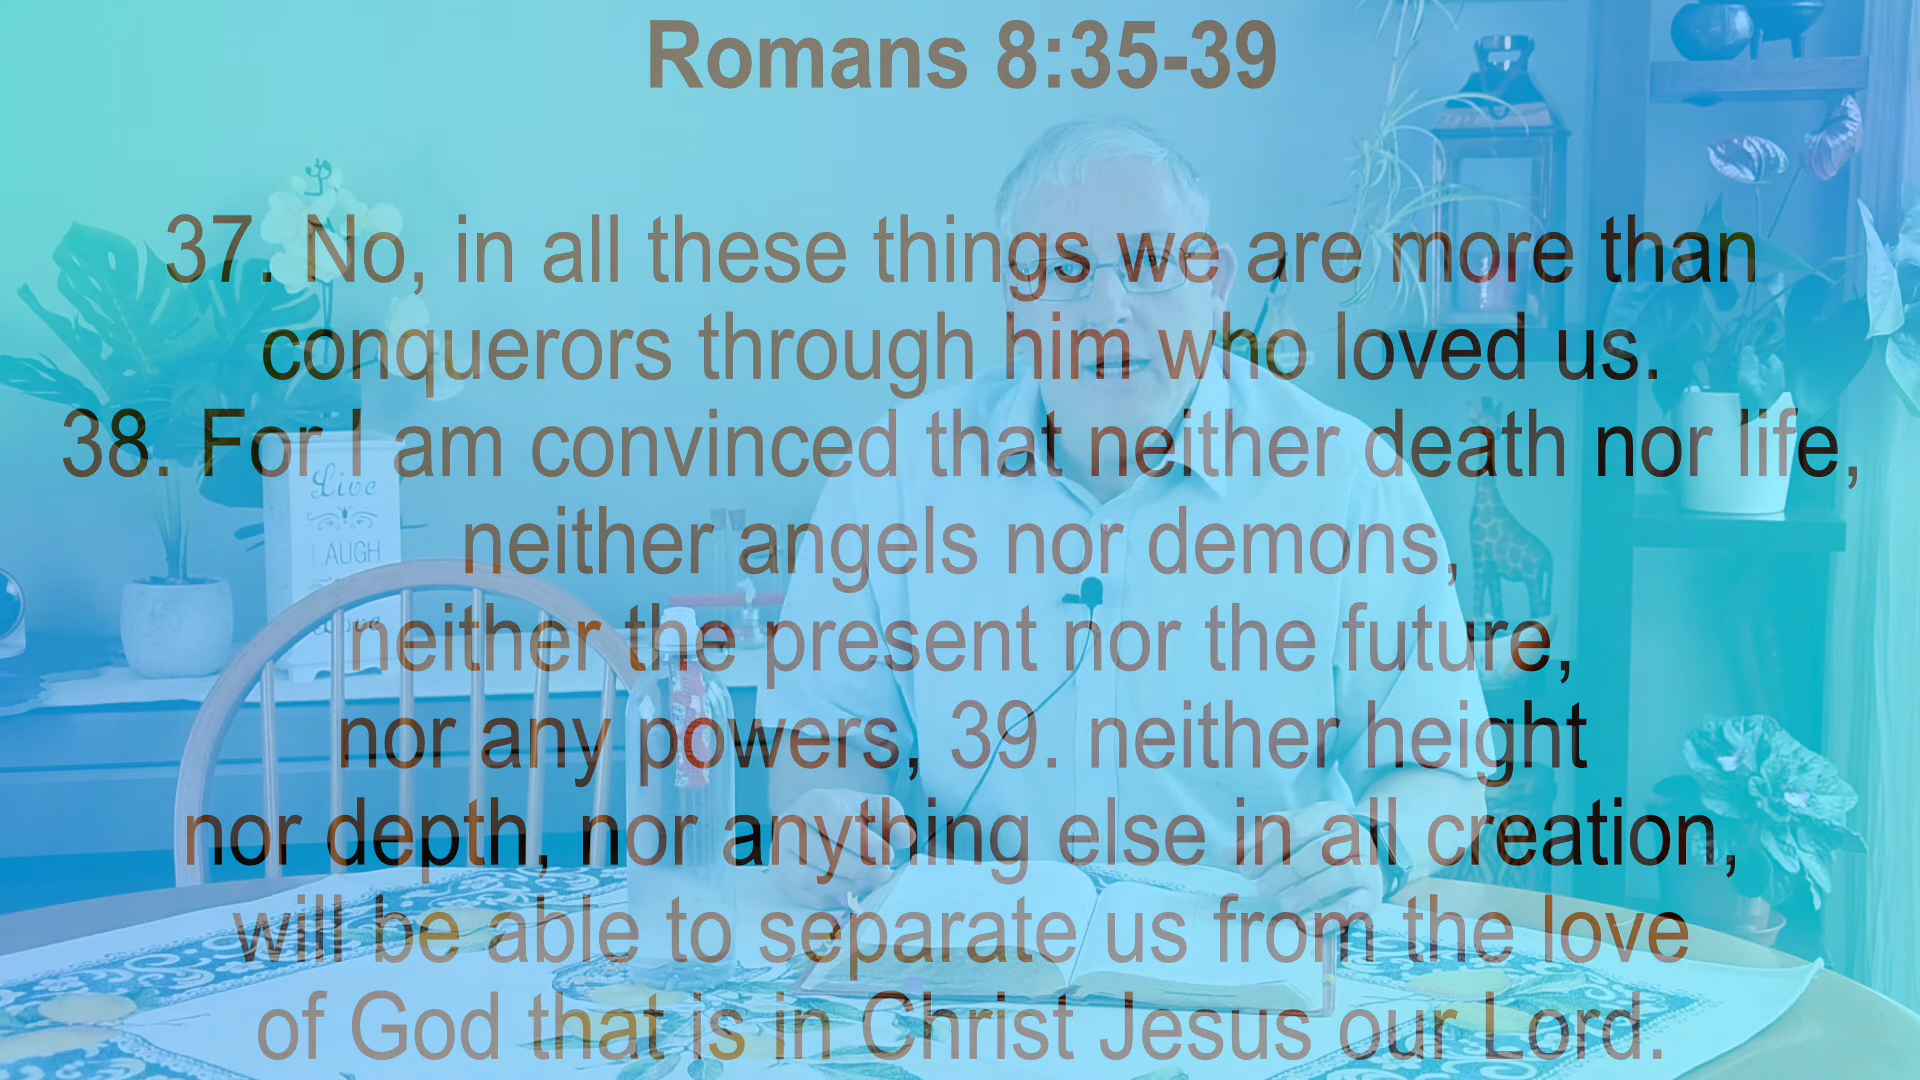 Romans 8:35-39
37. No, in all these things we are more than
conquerors through him who loved us.
38. For I am convinced that neither death nor life,
neither angels nor demons,
neither the present nor the future,
nor any powers, 39. neither height
nor depth, nor anything else in all creation,
will be able to separate us from the love
of God that is in Christ Jesus our Lord.
Live
LAUGH
Love